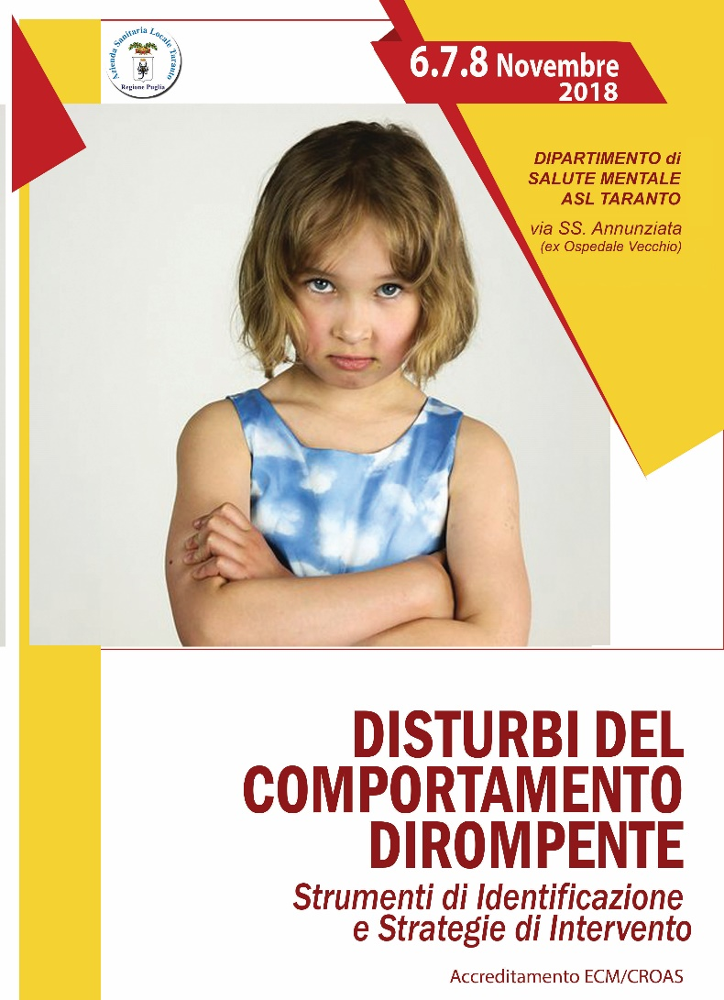 Azienda Sanitaria Locale Taranto
Regione Puglia
6.7.8 Novembre
2018
DIPARTIMENTO di
SALUTE MENTALE
ASL TARANTO
via SS. Annunziata
(ex Ospedale Vecchio)
DISTURBI DEL
COMPORTAMENTO
DIROMPENTE
Strumenti di Identificazione
e Strategie di Intervento
Accreditamento ECM/CROAS